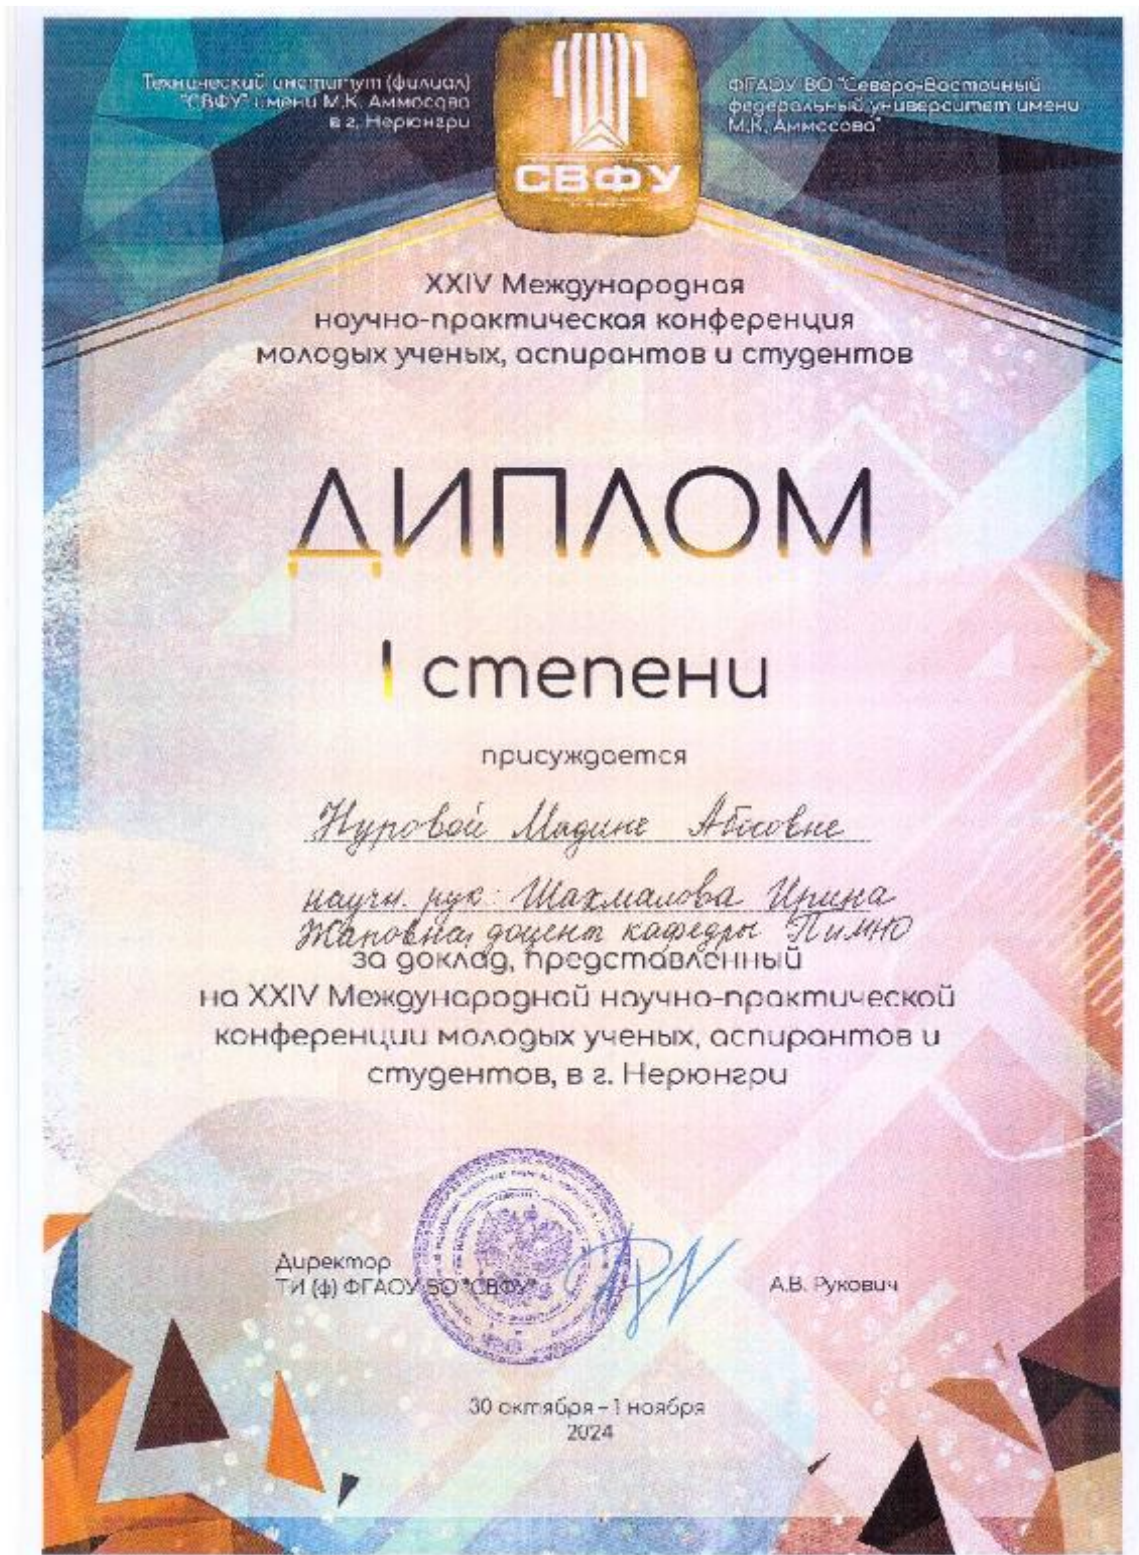 Технический институт (филиал)
"СВФУ" имени М.К. Аммосова
в г. Нерюнгри
ФГАОУ ВО "Северо-Восточный
федеральный университет имени
М.К. Аммосова"
СВФУ
XXIV Международная
научно-практическая конференция
молодых ученых, аспирантов и студентов
ДИПЛОМ
I степени
присуждается
Нуровой Мадине
научн. рук: Шахмалова Ирина
Жановна, доцент кафедры ПиМНО
за доклад, представленный
на XXIV Международной научно-практической
конференции молодых ученых, аспирантов и
студентов, в г. Нерюнгри
Директор
ТИ (ф) ФГАОУ ВО "СВФУ"
А.В. Рукович
30 октября – 1 ноября
2024